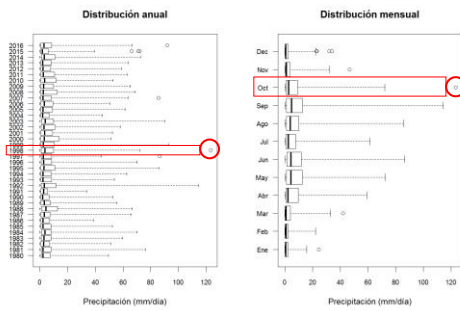 Distribución anual
2016
2015
2014
2013
2012
2011
2010
2009
2008
2007
2006
2005
2004
2003
2002
2001
2000
1998
1997
1996
1995
1994
1993
1992
1991
1990
1989
1988
1987
1986
1985
1984
1983
1982
1981
1980
0 20 40 60 80 100 120
Precipitación (mm/día)
Distribución mensual
Dec
Nov
Oct
Sep
Ago
Jul
Jun
May
Abr
Mar
Feb
Ene
0 20 40 60 80 100 120
Precipitación (mm/día)